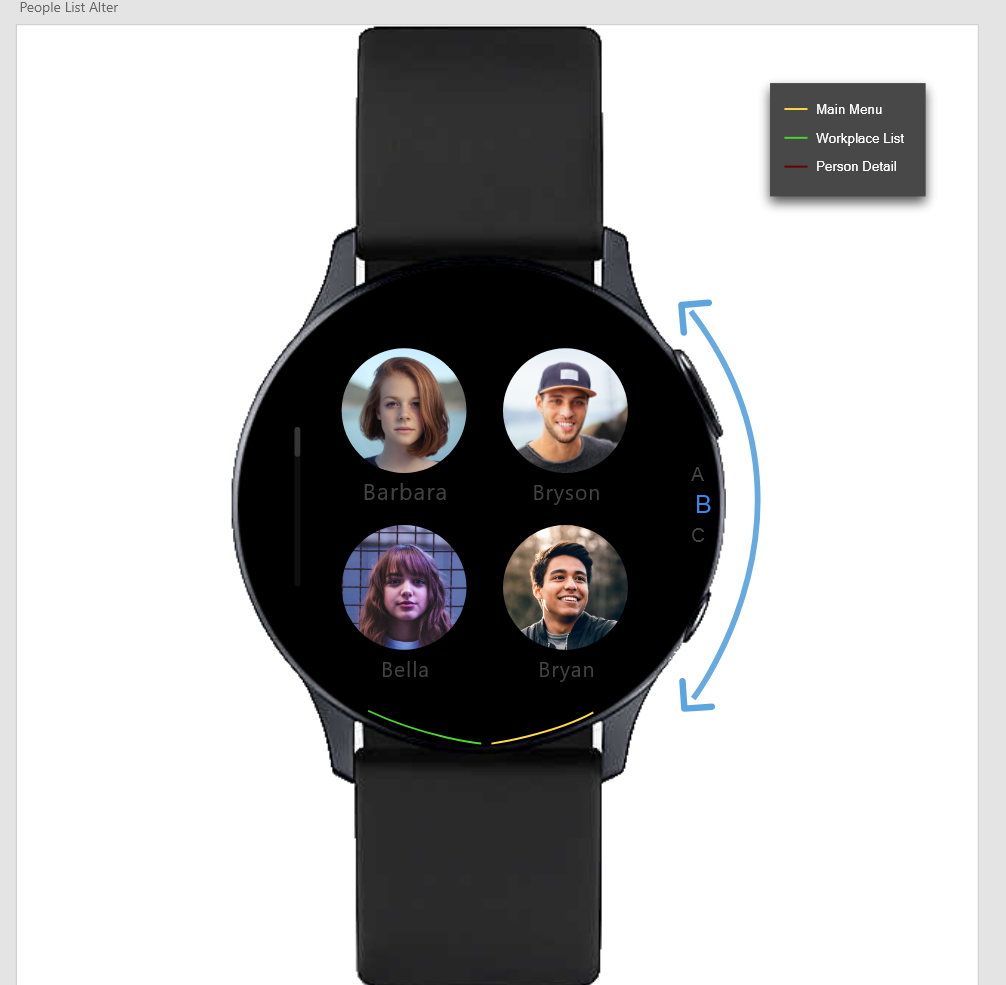 People List Alter
Main Menu
Workplace List
Person Detail
Barbara
Bryson
A
B
C
Bella
Bryan